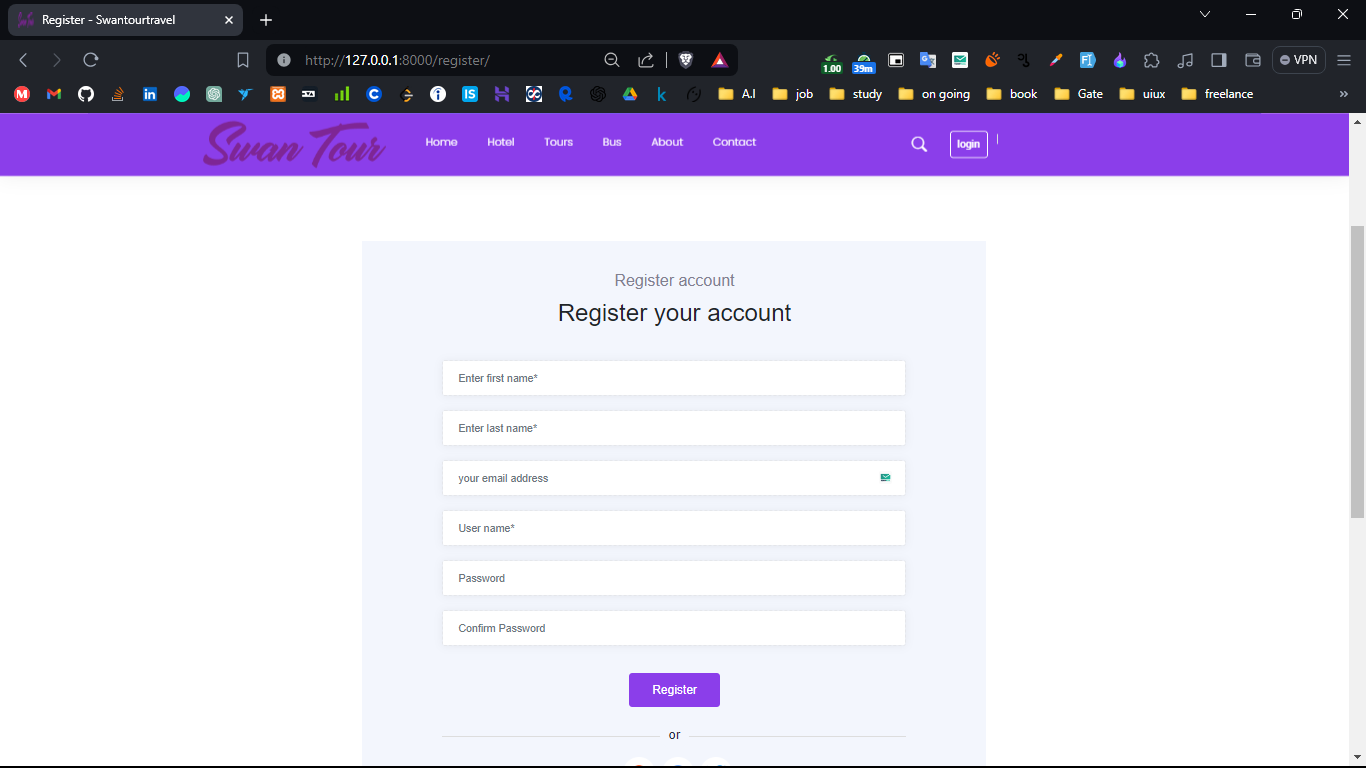 Register - Swantourtravel
http://127.0.0.1:8000/register/
1.00
39m
VPN
A.I
job
study
on going
book
Gate
uiux
freelance
Swan Tour
Home
Hotel
Tours
Bus
About
Contact
login
Register account
Register your account
Enter first name*
Enter last name*
your email address
User name*
Password
Confirm Password
Register
or